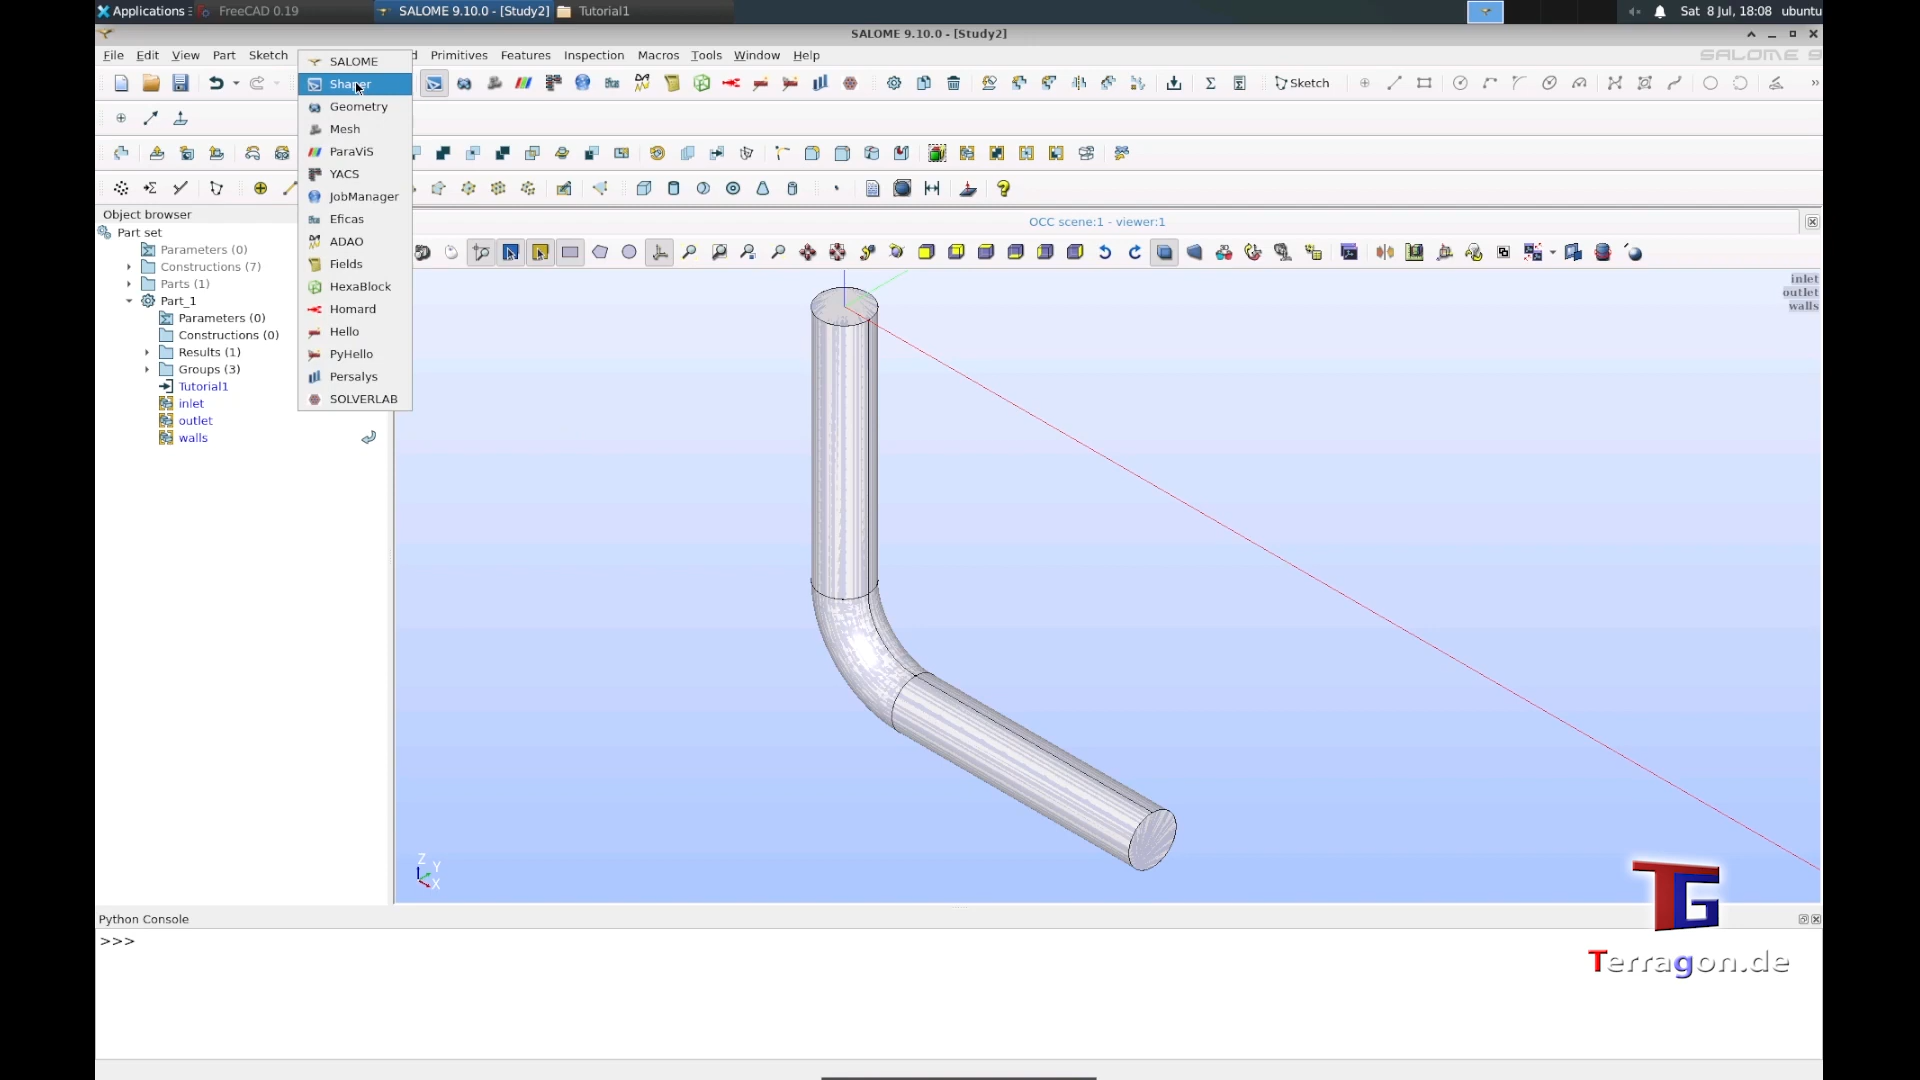 Applications
FreeCAD 0.19
SALOME 9.10.0 - [Study2]
Tutorial1
Sat 8 Jul, 18:08 ubuntu
SALOME 9.10.0 - [Study2]
File Edit View Part Sketch d Primitives Features Inspection Macros Tools Window Help
SALOME 9
SALOME
Shaper
Geometry
Mesh
ParaViS
YACS
JobManager
Eficas
ADAO
Fields
HexaBlock
Homard
Hello
PyHello
Persalys
SOLVERLAB
Sketch
Object browser
Part set
Parameters (0)
Constructions (7)
Parts (1)
Part_1
Parameters (0)
Constructions (0)
Results (1)
Groups (3)
Tutorial1
inlet
outlet
walls
OCC scene:1 - viewer:1
inlet
outlet
walls
Z
Y
X
Python Console
>>>
TG
Terragon.de